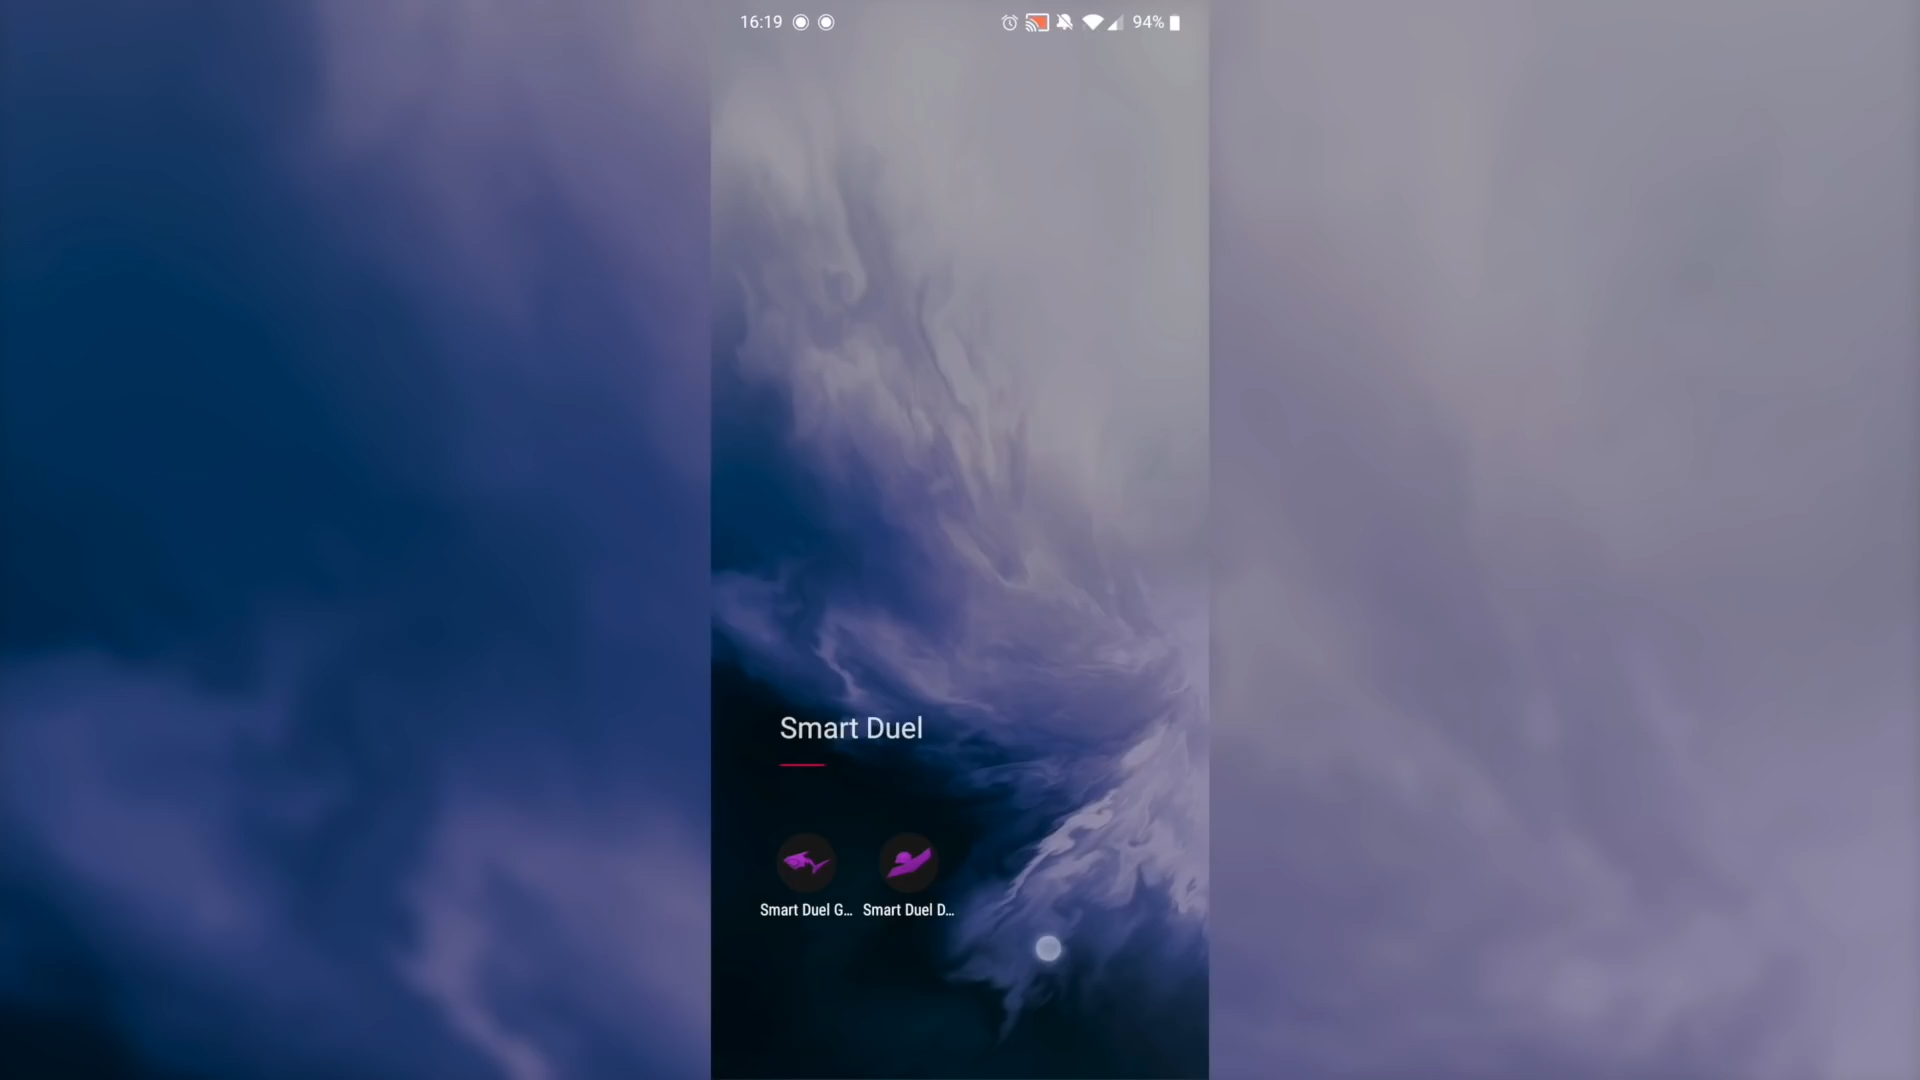 16:19
94%
Smart Duel
Smart Duel G...
Smart Duel D...